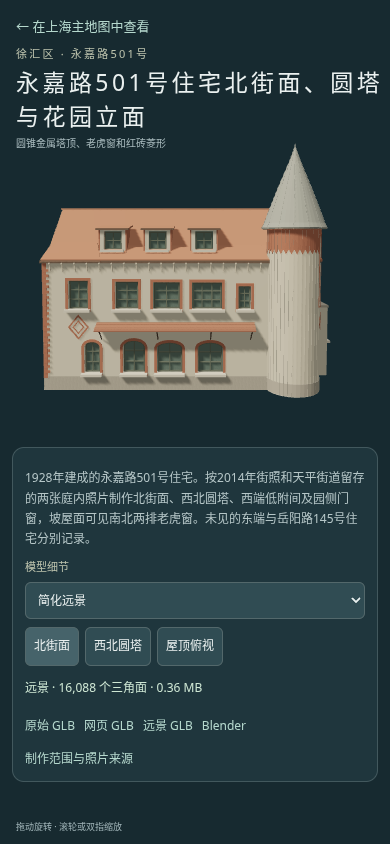 ← 在上海主地图中查看
徐汇区 · 永嘉路501号
永嘉路501号住宅北街面、圆塔
与花园立面
圆锥金属塔顶、老虎窗和红砖菱形
1928年建成的永嘉路501号住宅。按2014年街照和天平街道留存
的两张庭内照片制作北街面、西北圆塔、西端低附间及园侧门
窗，坡屋面可见南北两排老虎窗。未见的东端与岳阳路145号住
宅分别记录。
模型细节
简化远景
北街面 西北圆塔 屋顶俯视
远景 · 16,088 个三角面 · 0.36 MB
原始 GLB 网页 GLB 远景 GLB Blender
制作范围与照片来源
拖动旋转 · 滚轮或双指缩放